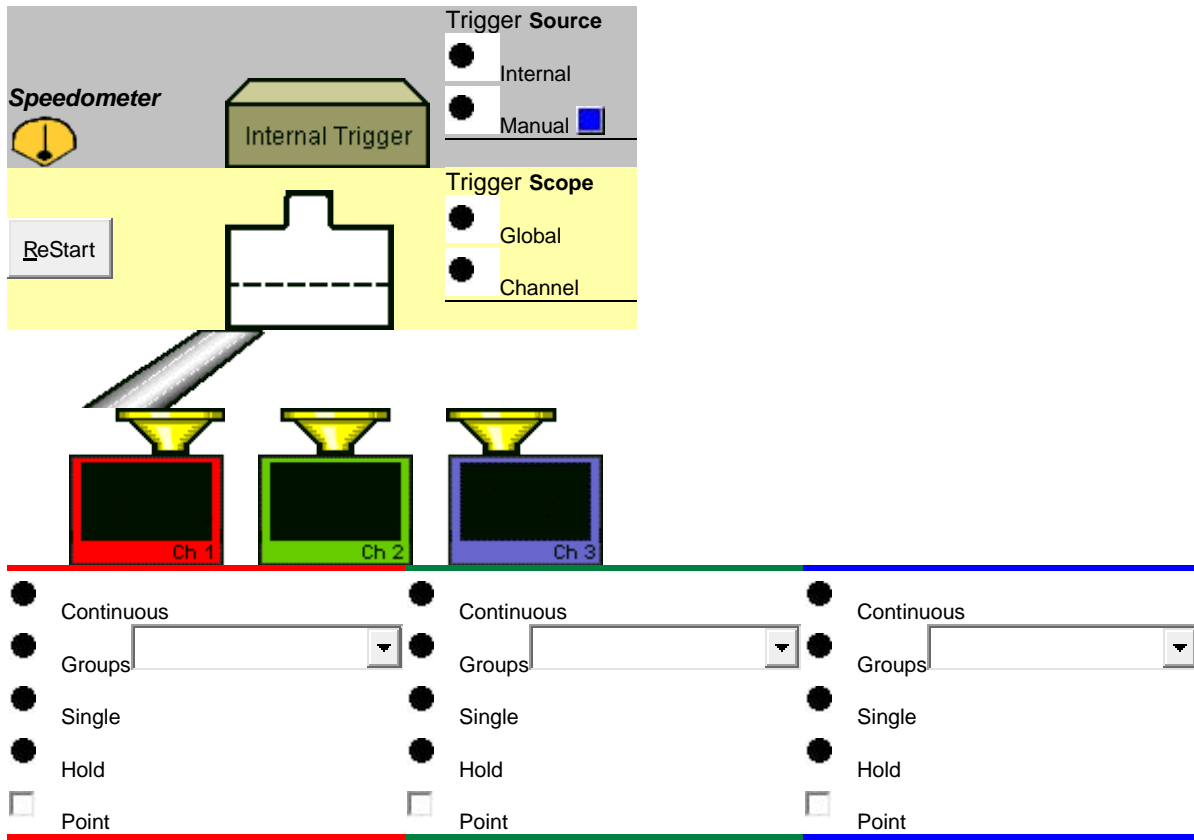 Trigger Source
Internal
Speedometer
Internal Trigger
Manual
Trigger Scope
Global
ReStart
Channel
Ch 1
Ch 2
Ch 3
Continuous
Continuous
Continuous
Groups
Groups
Groups
Single
Single
Single
Hold
Hold
Hold
Point
Point
Point